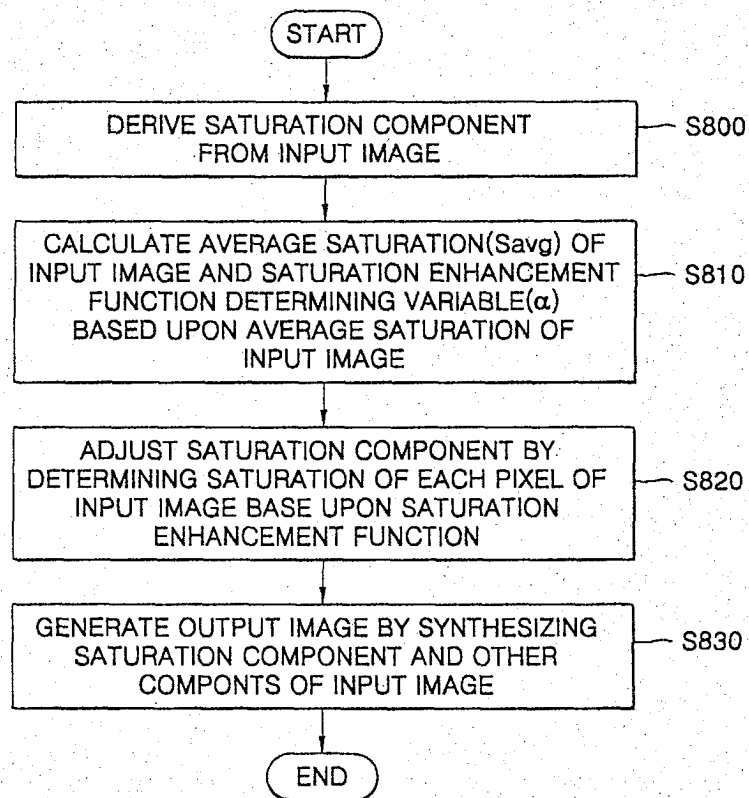 START
DERIVE SATURATION COMPONENT
FROM INPUT IMAGE
S800
CALCULATE AVERAGE SATURATION(Savg) OF
INPUT IMAGE AND SATURATION ENHANCEMENT
FUNCTION DETERMINING VARIABLE(α)
BASED UPON AVERAGE SATURATION OF
INPUT IMAGE
S810
ADJUST SATURATION COMPONENT BY
DETERMINING SATURATION OF EACH PIXEL OF
INPUT IMAGE BASE UPON SATURATION
ENHANCEMENT FUNCTION
S820
GENERATE OUTPUT IMAGE BY SYNTHESIZING
SATURATION COMPONENT AND OTHER
COMPONTS OF INPUT IMAGE
S830
END